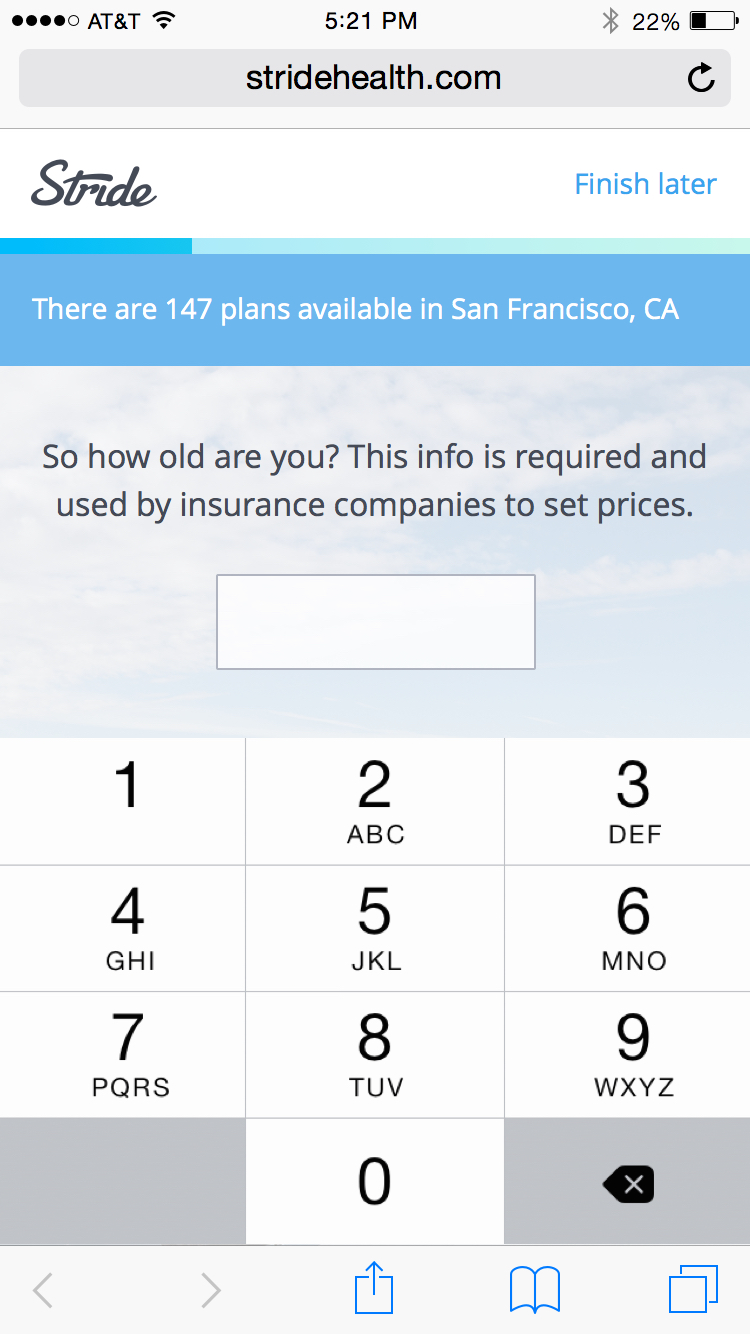 AT&T 5:21 PM 22%
stridehealth.com
Stride Finish later
There are 147 plans available in San Francisco, CA
So how old are you? This info is required and
used by insurance companies to set prices.
1 2 3
ABC DEF
4 5 6
GHI JKL MNO
7 8 9
PQRS TUV WXYZ
0